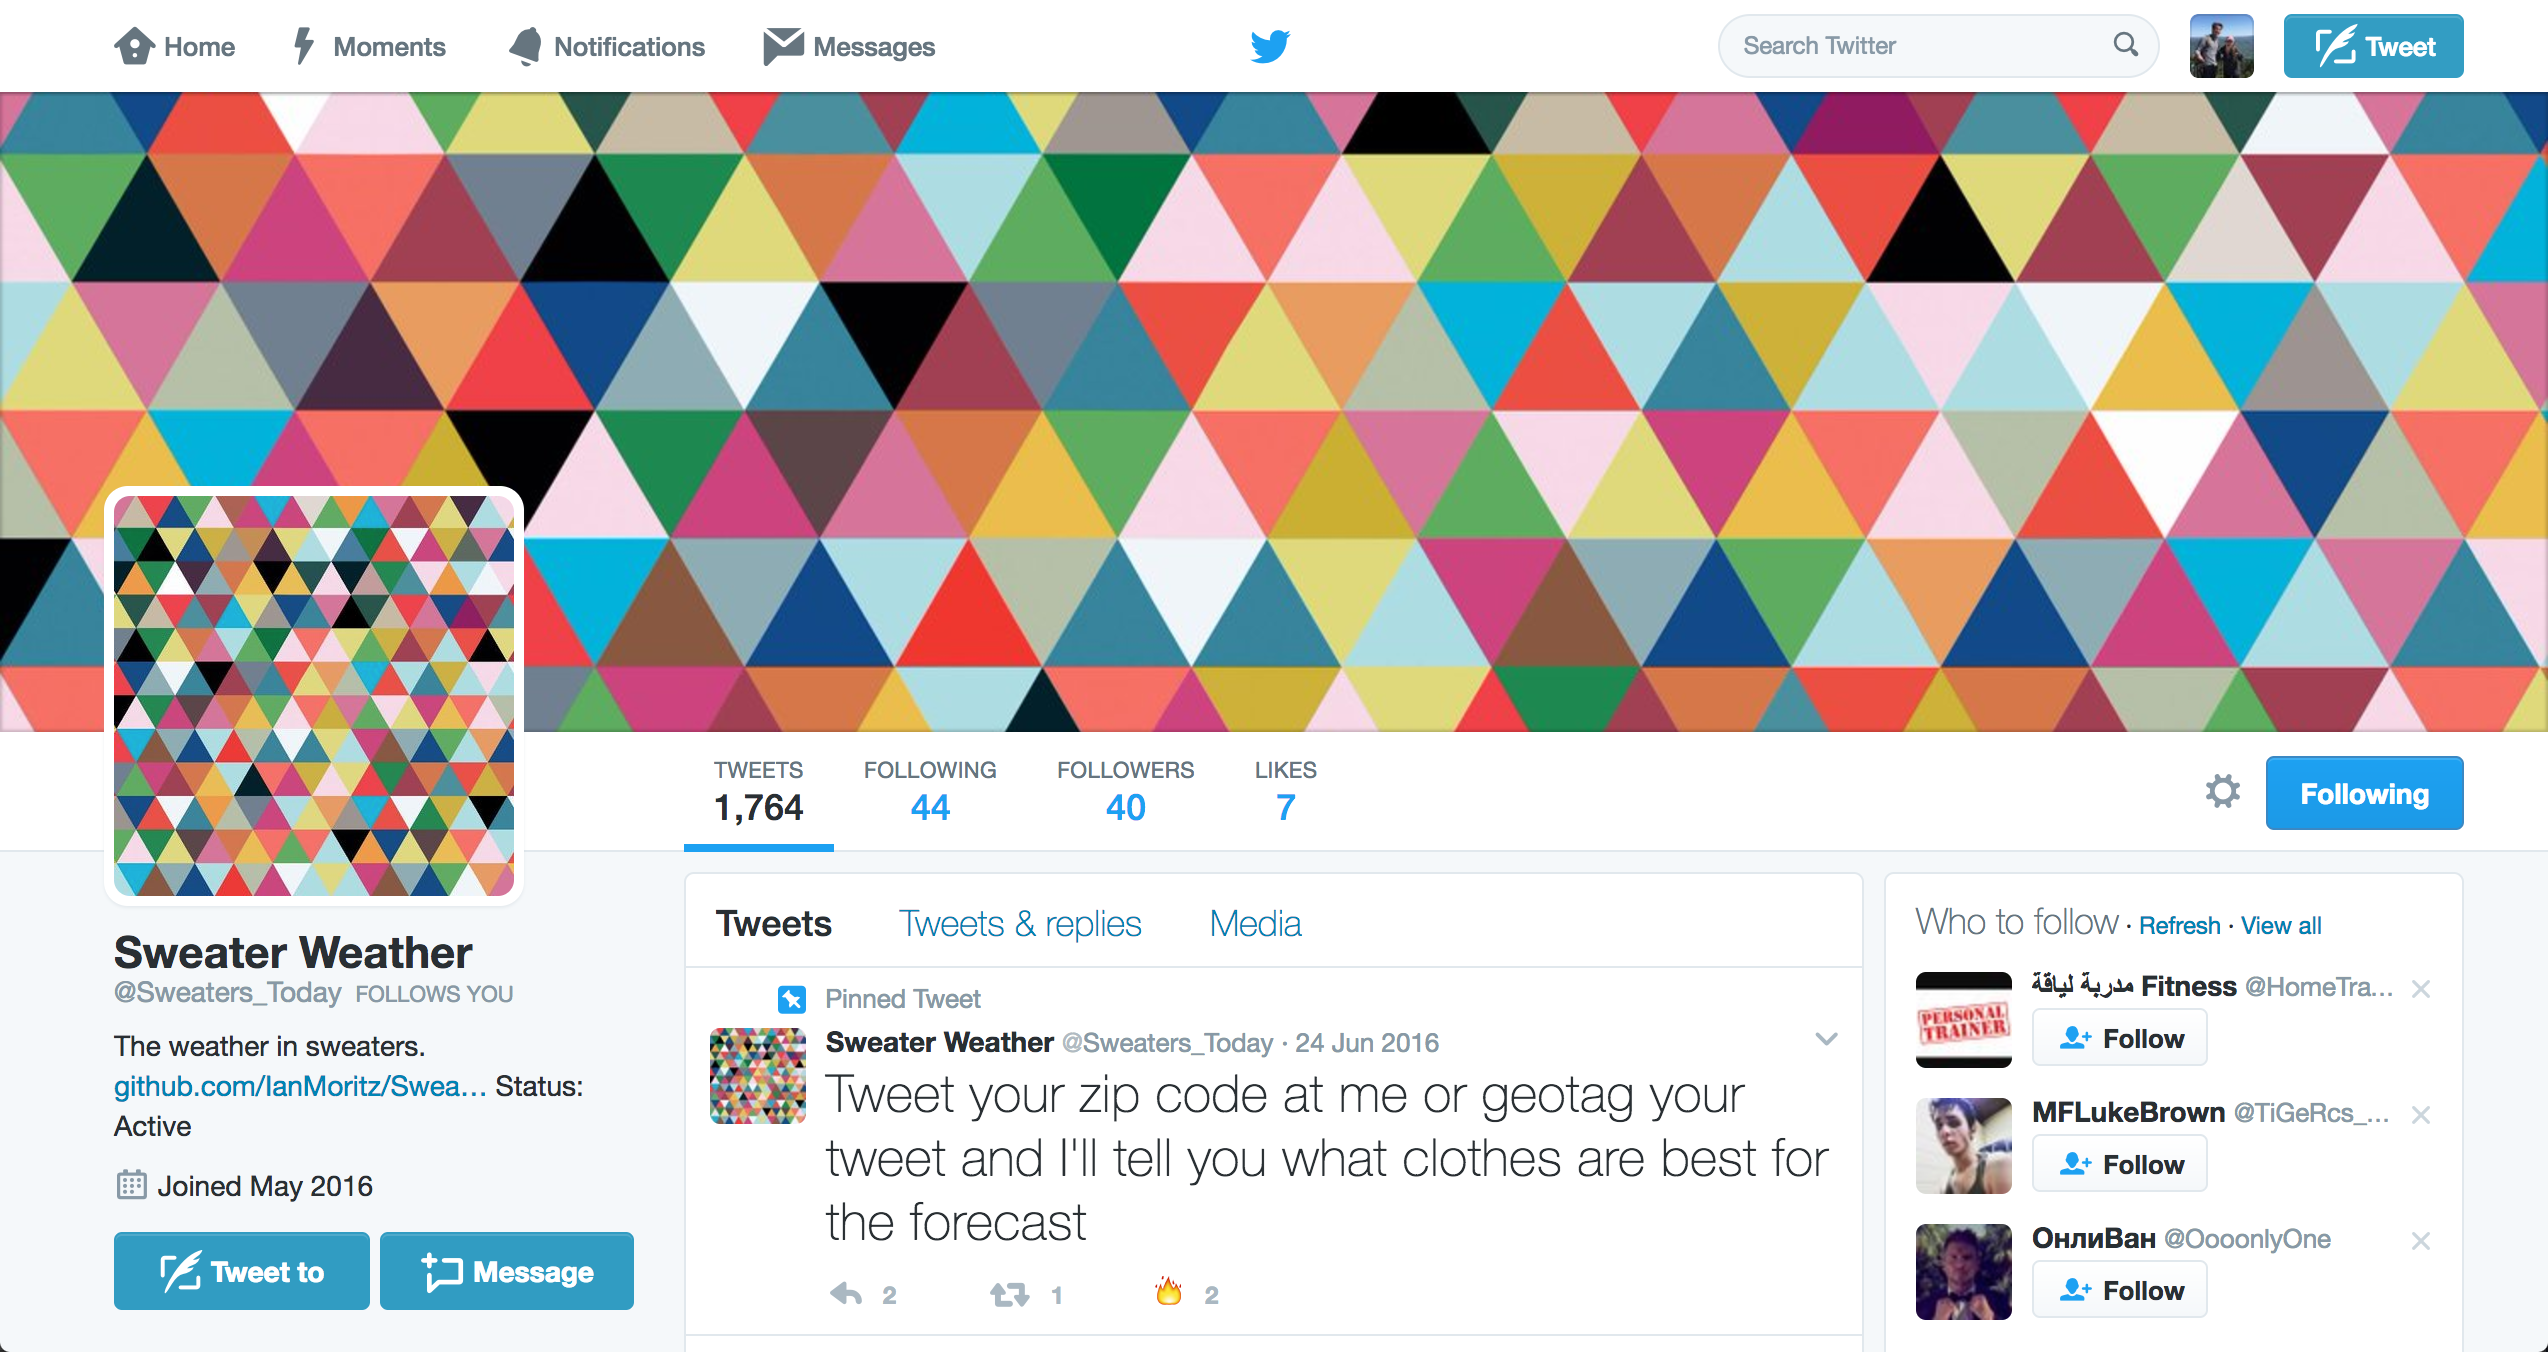 Home
Moments
Notifications
Messages
Search Twitter
Tweet
TWEETS
1,764
FOLLOWING
44
FOLLOWERS
40
LIKES
7
Following
Sweater Weather
@Sweaters_Today FOLLOWS YOU
The weather in sweaters.
github.com/IanMoritz/Swea… Status:
Active
Joined May 2016
Tweet to
Message
Tweets
Tweets & replies
Media
Pinned Tweet
Sweater Weather @Sweaters_Today · 24 Jun 2016
Tweet your zip code at me or geotag your
tweet and I'll tell you what clothes are best for
the forecast
2
1
2
Who to follow · Refresh · View all
PERSONAL
TRAINER
مدربة لياقة Fitness @HomeTra…
Follow
MFLukeBrown @TiGeRcs_…
Follow
ОнлиВан @OooonlyOne
Follow